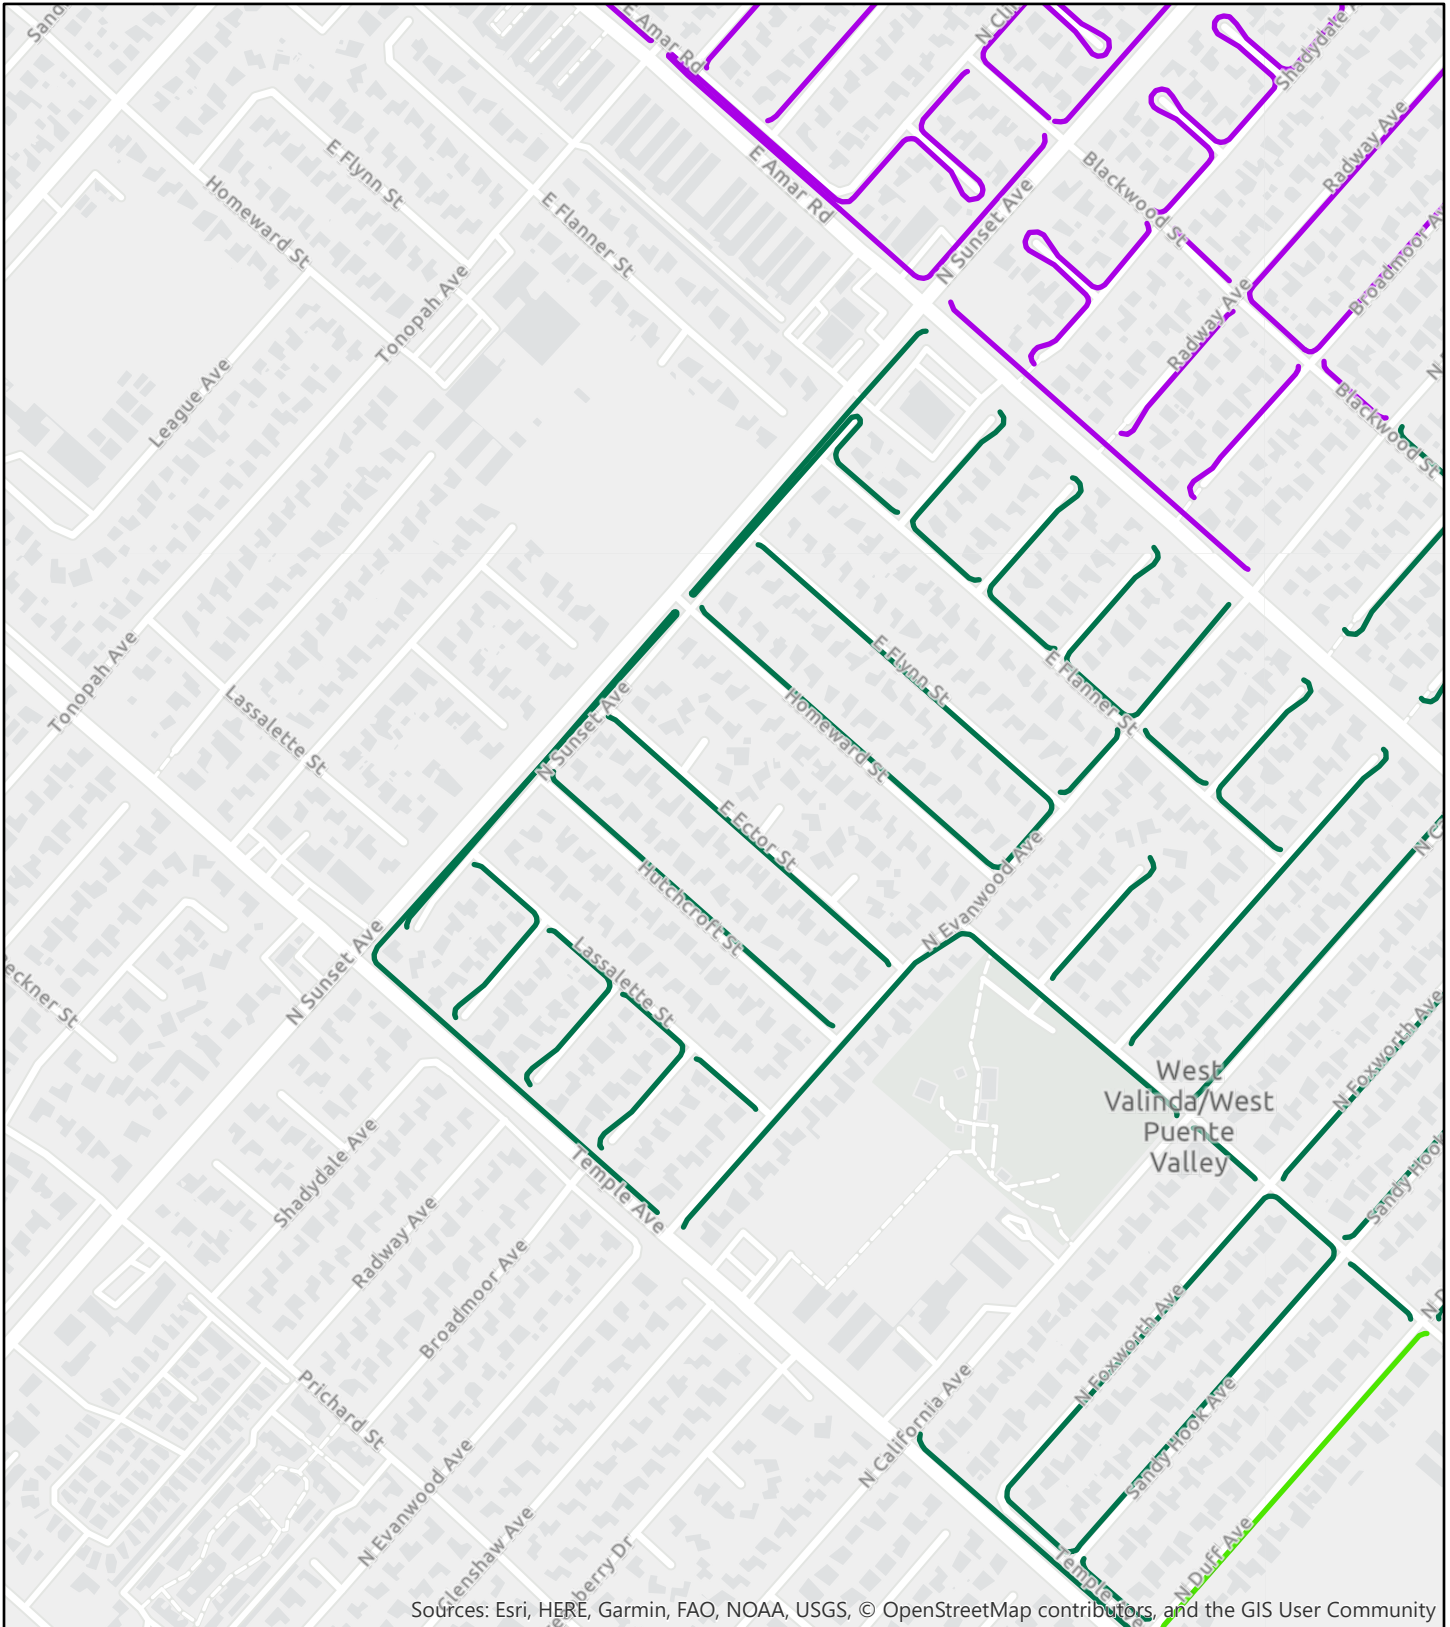 E Amar Rd
Shadydale
E Flynn St
Homeward St
E Flanner St
Tonopah Ave
League Ave
E Amar Rd
N Sunset Ave
Blackwood St
Radway Ave
Broadmoor Av
Radway Ave
Blackwood St
Tonopah Ave
Lassalette St
N Sunset Ave
E Flynn St
Homeward St
E Flanner St
E Ector St
Hutchcroft St
N Evanwood Ave
Lassalette St
N Sunset Ave
eckner St
Temple Ave
Shadydale Ave
Radway Ave
Broadmoor Ave
Prichard St
N Evanwood Ave
Glenshaw Ave
West
Valinda/West
Puente
Valley
N Foxworth Ave
Sandy Hook
N Foxworth Ave
Sandy Hook Ave
N California Ave
N Duff Ave
Temple Ave
Sources: Esri, HERE, Garmin, FAO, NOAA, USGS, © OpenStreetMap contributors, and the GIS User Community